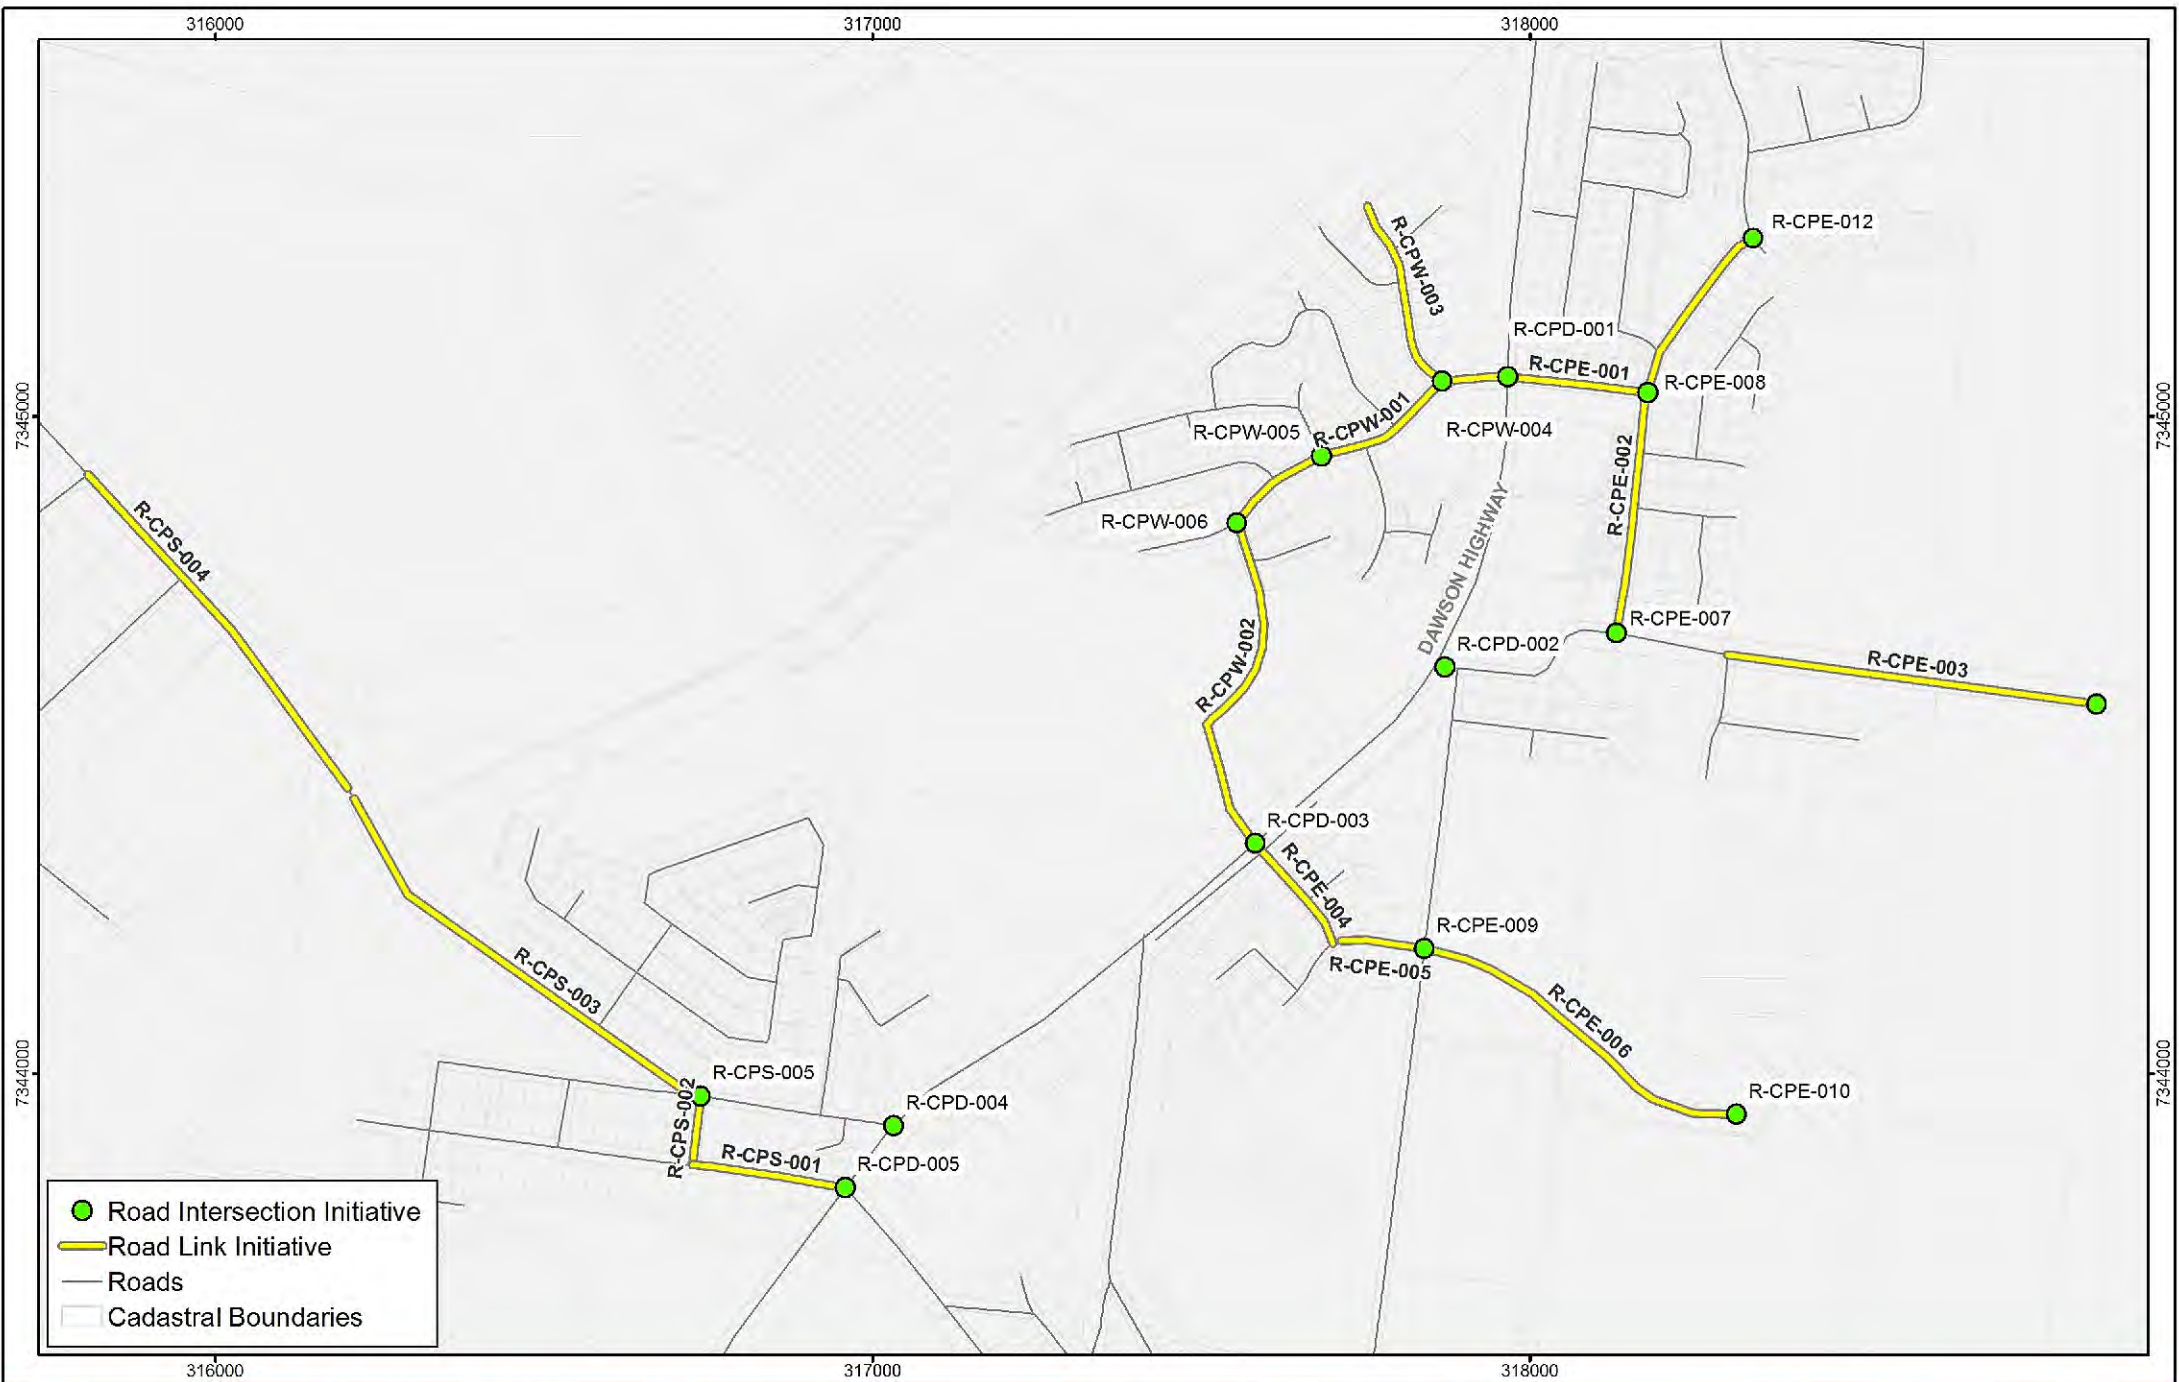 316000
317000
318000
R-CPE-012
R-CPW-003
R-CPD-001
R-CPE-001
R-CPE-008
7345000
7345000
R-CPW-001
R-CPW-005
R-CPW-004
R-CPE-002
R-CPW-006
R-CPS-004
DAWSON HIGHWAY
R-CPE-007
R-CPD-002
R-CPE-003
R-CPW-002
R-CPD-003
R-CPE-004
R-CPE-009
R-CPE-005
R-CPS-003
R-CPE-006
7344000
7344000
R-CPS-005
R-CPE-010
R-CPD-004
R-CPS-002
R-CPS-001
R-CPD-005
Road Intersection Initiative
Road Link Initiative
Roads
Cadastral Boundaries
316000
317000
318000